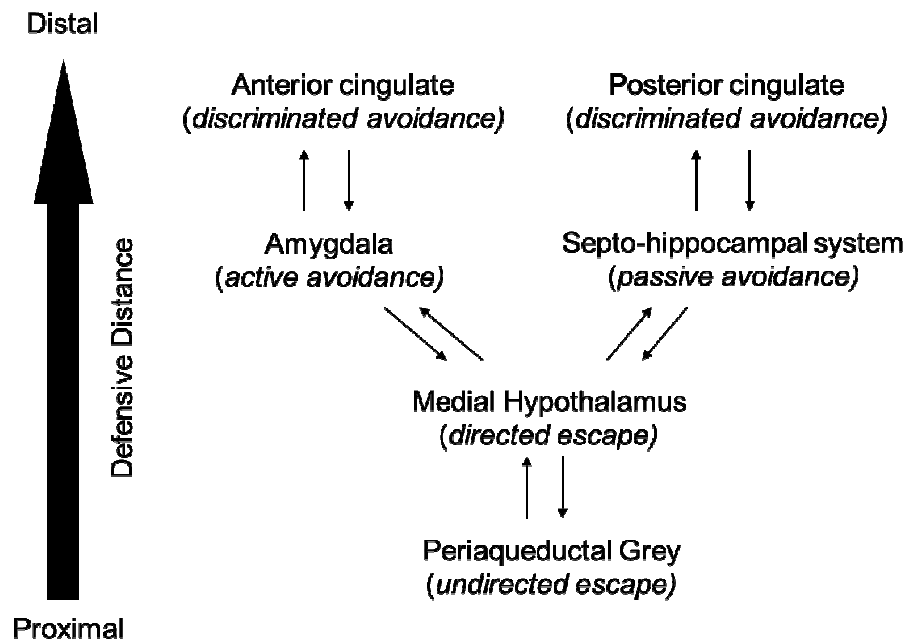 Distal
Anterior cingulate
(discriminated avoidance)
Posterior cingulate
(discriminated avoidance)
Amygdala
(active avoidance)
Septo-hippocampal system
(passive avoidance)
Defensive Distance
Medial Hypothalamus
(directed escape)
Periaqueductal Grey
(undirected escape)
Proximal